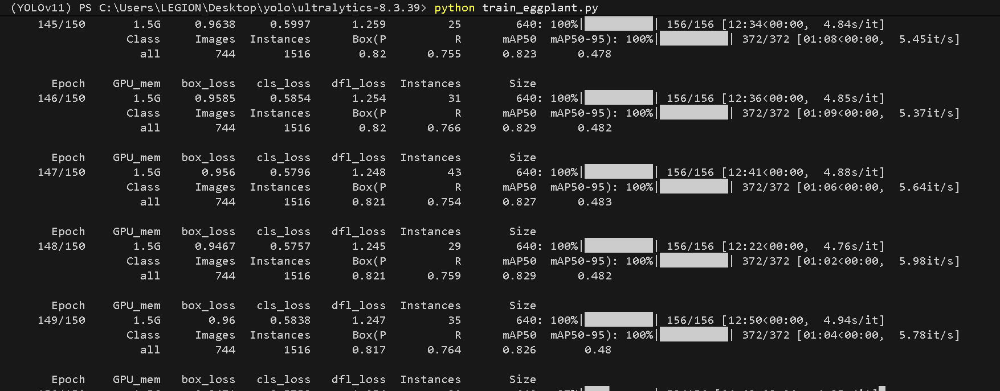 (YOLOv11) PS C:\Users\LEGION\Desktop\yolo\ultralytics-8.3.39> python train_eggplant.py
145/150 1.5G 0.9638 0.5997 1.259 25 640: 100%|██████████| 156/156 [12:34<00:00, 4.84s/it]
Class Images Instances Box(P R mAP50 mAP50-95): 100%|██████████| 372/372 [01:08<00:00, 5.45it/s]
all 744 1516 0.82 0.755 0.823 0.478
Epoch GPU_mem box_loss cls_loss dfl_loss Instances Size
146/150 1.5G 0.9585 0.5854 1.254 31 640: 100%|██████████| 156/156 [12:36<00:00, 4.85s/it]
Class Images Instances Box(P R mAP50 mAP50-95): 100%|██████████| 372/372 [01:09<00:00, 5.37it/s]
all 744 1516 0.82 0.766 0.829 0.482
Epoch GPU_mem box_loss cls_loss dfl_loss Instances Size
147/150 1.5G 0.956 0.5796 1.248 43 640: 100%|██████████| 156/156 [12:41<00:00, 4.88s/it]
Class Images Instances Box(P R mAP50 mAP50-95): 100%|██████████| 372/372 [01:06<00:00, 5.64it/s]
all 744 1516 0.821 0.754 0.827 0.483
Epoch GPU_mem box_loss cls_loss dfl_loss Instances Size
148/150 1.5G 0.9467 0.5757 1.245 29 640: 100%|██████████| 156/156 [12:22<00:00, 4.76s/it]
Class Images Instances Box(P R mAP50 mAP50-95): 100%|██████████| 372/372 [01:02<00:00, 5.98it/s]
all 744 1516 0.821 0.759 0.829 0.482
Epoch GPU_mem box_loss cls_loss dfl_loss Instances Size
149/150 1.5G 0.96 0.5838 1.247 35 640: 100%|██████████| 156/156 [12:50<00:00, 4.94s/it]
Class Images Instances Box(P R mAP50 mAP50-95): 100%|██████████| 372/372 [01:04<00:00, 5.78it/s]
all 744 1516 0.817 0.764 0.826 0.48
Epoch GPU_mem box_loss cls_loss dfl_loss Instances Size